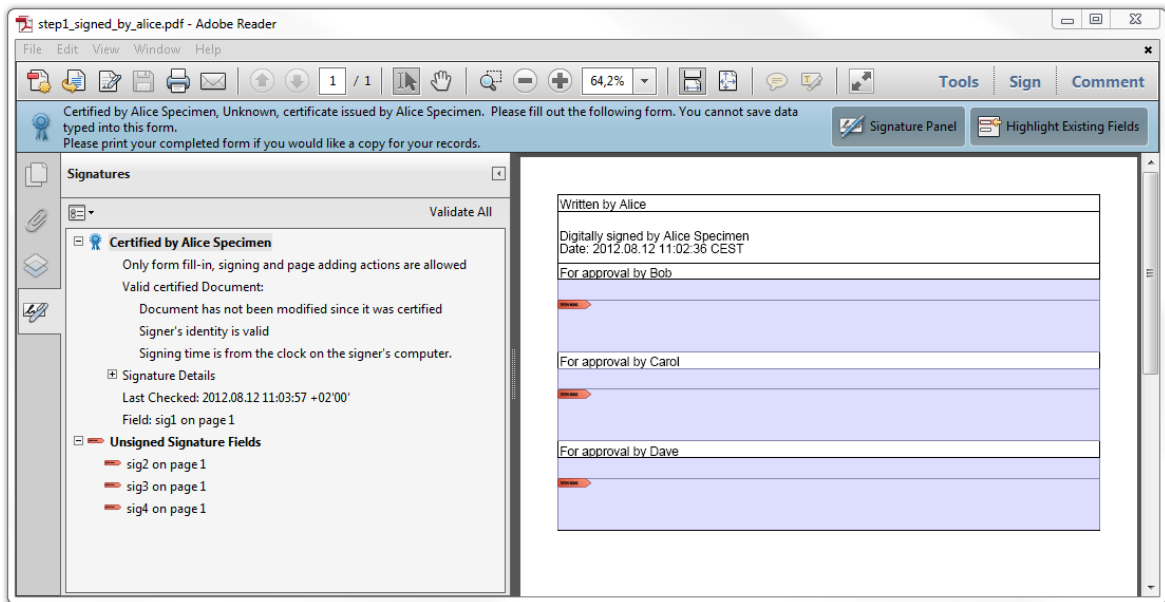 step1_signed_by_alice.pdf - Adobe Reader
File Edit View Window Help
1 / 1 64,2% Tools Sign Comment
Certified by Alice Specimen, Unknown, certificate issued by Alice Specimen. Please fill out the following form. You cannot save data
typed into this form.
Please print your completed form if you would like a copy for your records.
Signature Panel
Highlight Existing Fields
Signatures
Validate All
Certified by Alice Specimen
Only form fill-in, signing and page adding actions are allowed
Valid certified Document:
Document has not been modified since it was certified
Signer's identity is valid
Signing time is from the clock on the signer's computer.
Signature Details
Last Checked: 2012.08.12 11:03:57 +02'00'
Field: sig1 on page 1
Unsigned Signature Fields
sig2 on page 1
sig3 on page 1
sig4 on page 1
Written by Alice
Digitally signed by Alice Specimen
Date: 2012.08.12 11:02:36 CEST
For approval by Bob
For approval by Carol
For approval by Dave